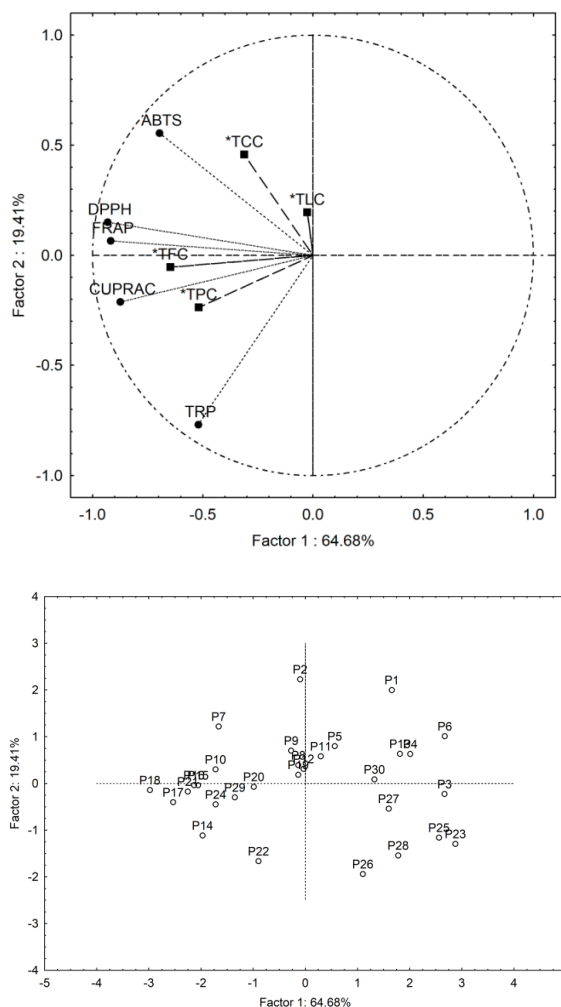 1.0
ABTS
*TCC
0.5
*TLC
DPPH
FRAP
*TFC
0.0
CUPRAC
*TPC
-0.5
TRP
-1.0
-1.0 -0.5 0.0 0.5 1.0
Factor 2 : 19.41%
Factor 1 : 64.68%
4
3
P2
2
P1
P7
P6
1
P9 P5
P11 P4
P10
P30
0
P18 P20 P3
P17 P24 P29 P27
P14
-1
P25 P23
P22 P28
P26
-2
-3
-4
-5 -4 -3 -2 -1 0 1 2 3 4 5
Factor 2: 19.41%
Factor 1: 64.68%